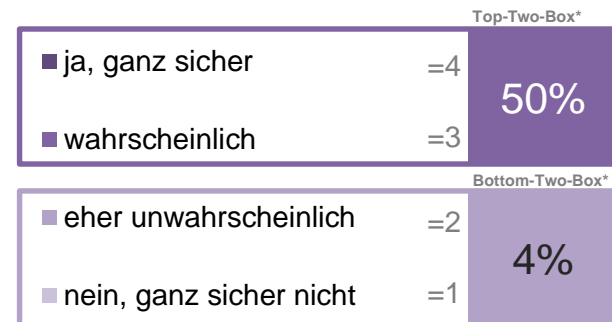 Top-Two-Box*
ja, ganz sicher =4
50%
wahrscheinlich =3
Bottom-Two-Box*
eher unwahrscheinlich =2
4%
nein, ganz sicher nicht =1